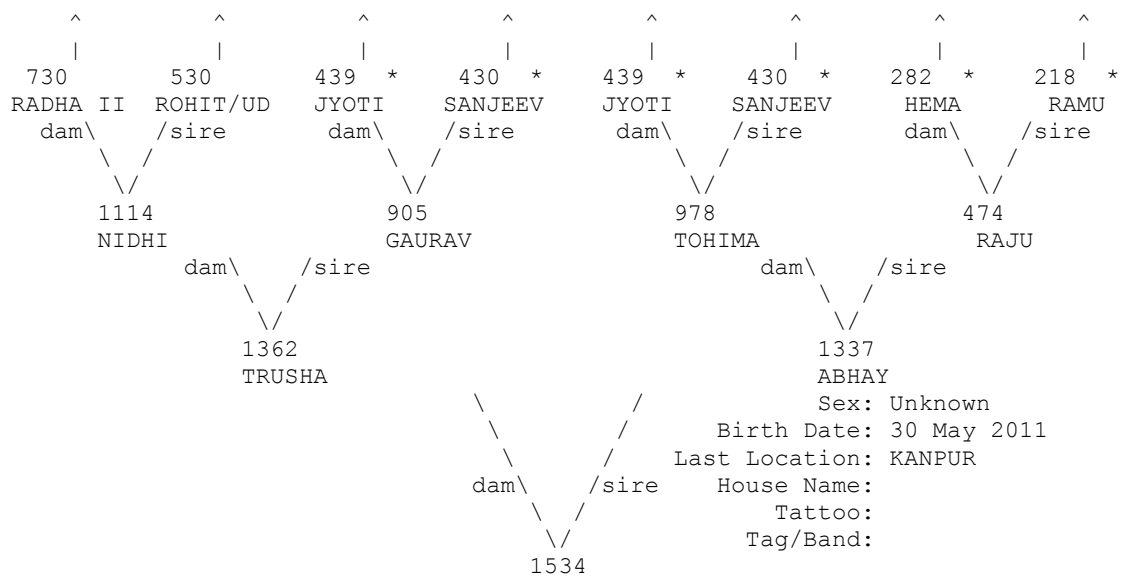 ^ ^ ^ ^ ^ ^ ^ ^
| | | | | | | |
730 530 439 * 430 * 439 * 430 * 282 * 218 *
RADHA II ROHIT/UD JYOTI SANJEEV JYOTI SANJEEV HEMA RAMU
dam\ /sire dam\ /sire dam\ /sire dam\ /sire
\ / \ / \ / \ /
\/ \/ \/ \/
1114 905 978 474
NIDHI GAURAV TOHIMA RAJU
dam\ /sire dam\ /sire
\ / \ /
\/ \/
1362 1337
TRUSHA ABHAY
\ / Sex: Unknown
\ / Birth Date: 30 May 2011
\ / Last Location: KANPUR
dam\ /sire House Name:
\ / Tattoo:
\/ Tag/Band:
1534